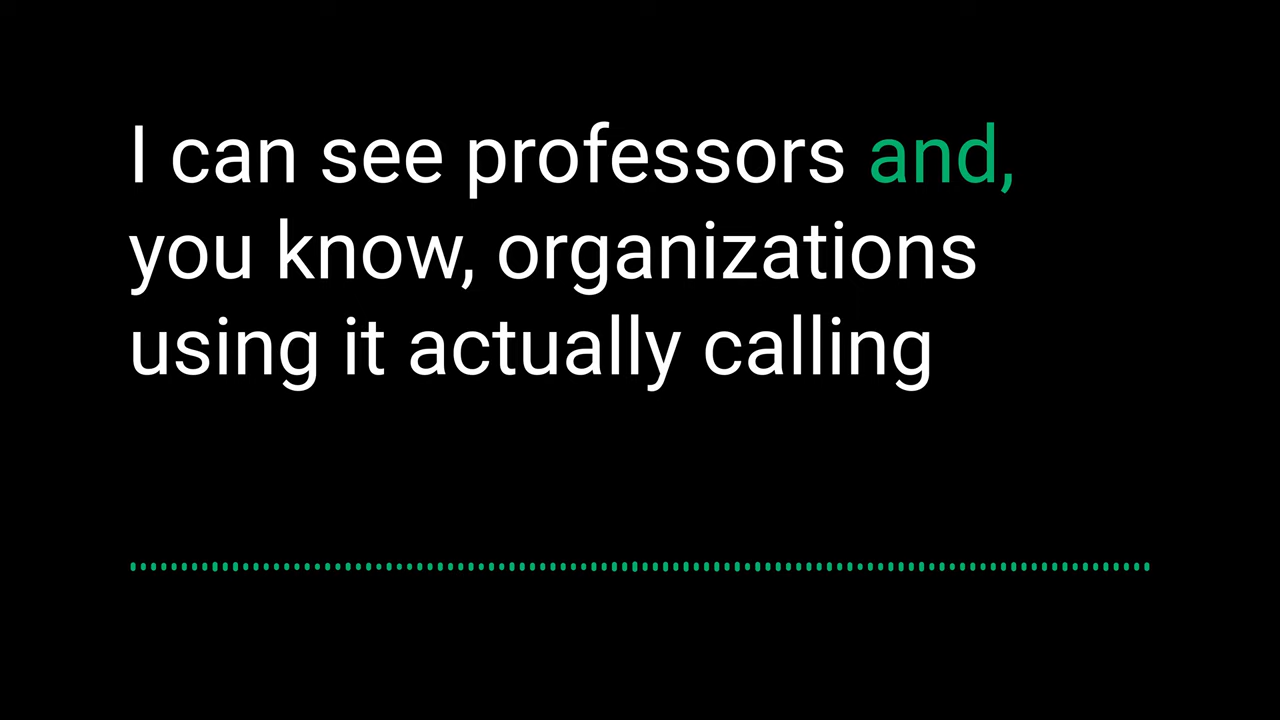 I can see professors and,
you know, organizations
using it actually calling